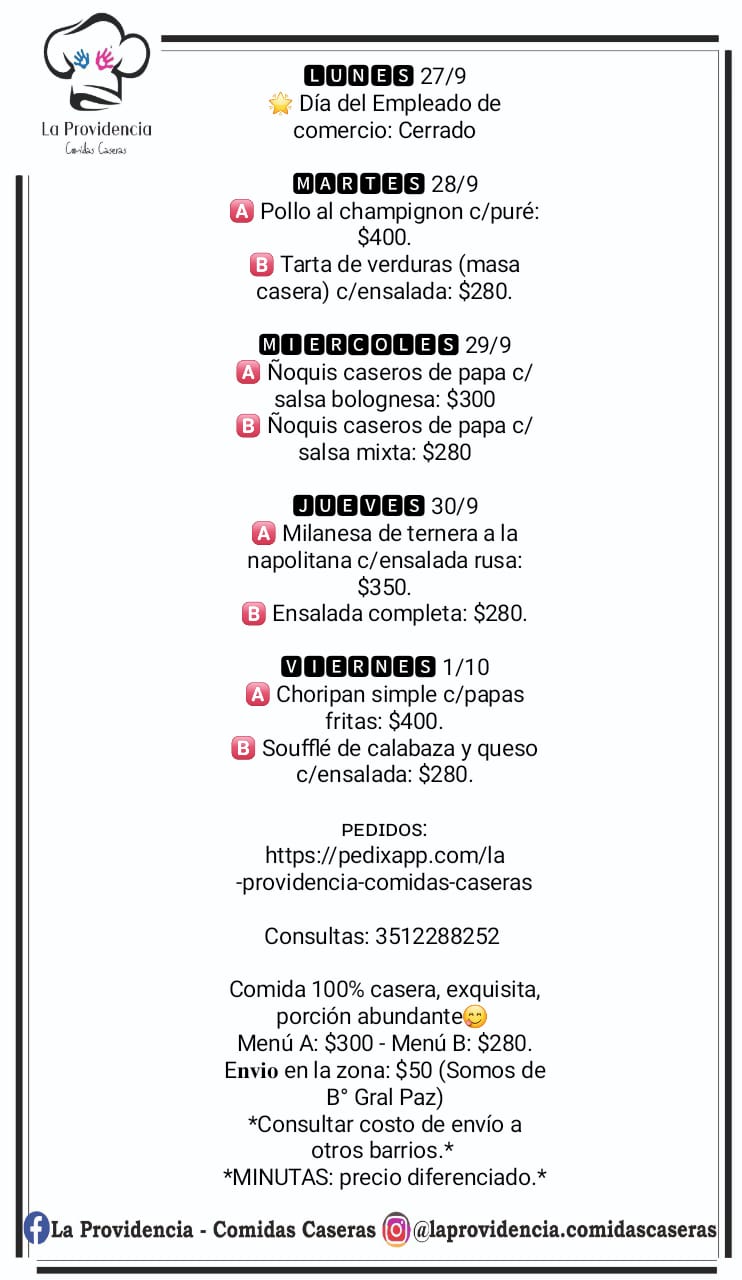 La Providencia
Comidas Caseras
LUNES 27/9
🌟 Día del Empleado de
comercio: Cerrado
MARTES 28/9
🅰 Pollo al champignon c/puré:
$400.
🅱 Tarta de verduras (masa
casera) c/ensalada: $280.
MIERCOLES 29/9
🅰 Ñoquis caseros de papa c/
salsa bolognesa: $300
🅱 Ñoquis caseros de papa c/
salsa mixta: $280
JUEVES 30/9
🅰 Milanesa de ternera a la
napolitana c/ensalada rusa:
$350.
🅱 Ensalada completa: $280.
VIERNES 1/10
🅰 Choripan simple c/papas
fritas: $400.
🅱 Soufflé de calabaza y queso
c/ensalada: $280.
PEDIDOS:
https://pedixapp.com/la
-providencia-comidas-caseras
Consultas: 3512288252
Comida 100% casera, exquisita,
porción abundante😋
Menú A: $300 - Menú B: $280.
Envio en la zona: $50 (Somos de
B° Gral Paz)
*Consultar costo de envío a
otros barrios.*
*MINUTAS: precio diferenciado.*
La Providencia - Comidas Caseras @laprovidencia.comidascaseras